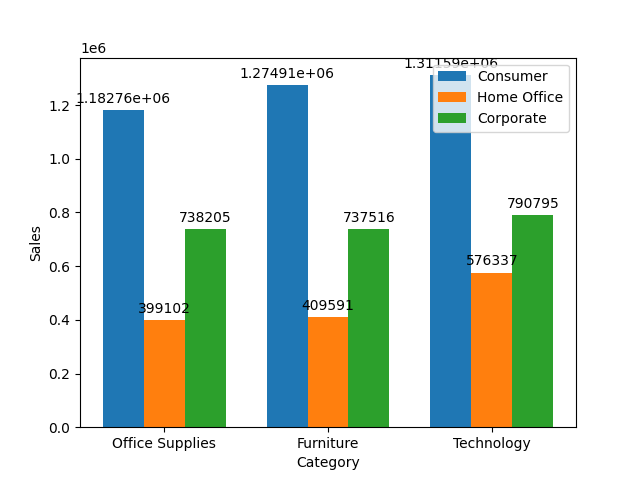 1e6
1.31159e+06
1.27491e+06
1.18276e+06
Consumer
Home Office
Corporate
790795
738205
737516
576337
399102
409591
1.2
1.0
0.8
0.6
0.4
0.2
0.0
Sales
Office Supplies
Furniture
Technology
Category